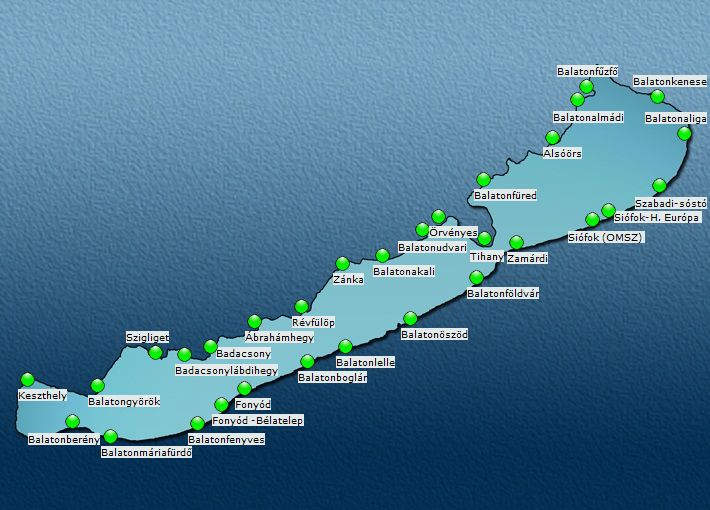 Balatonfűzfő
Balatonkenese
Balatonalmádi
Balatonaliga
Alsóörs
Balatonfüred
Szabadi-sóstó
Siófok-H. Európa
Örvényes
Siófok (OMSZ)
Balatonudvari
Tihany
Zamárdi
Balatonakali
Zánka
Balatonföldvár
Révfülöp
Balatonöszöd
Szigliget
Ábrahámhegy
Badacsony
Balatonlelle
Badacsonylábdihegy
Balatonboglár
Keszthely
Balatongyörök
Fonyód
Fonyód -Bélatelep
Balatonberény
Balatonfenyves
Balatonmáriafürdő